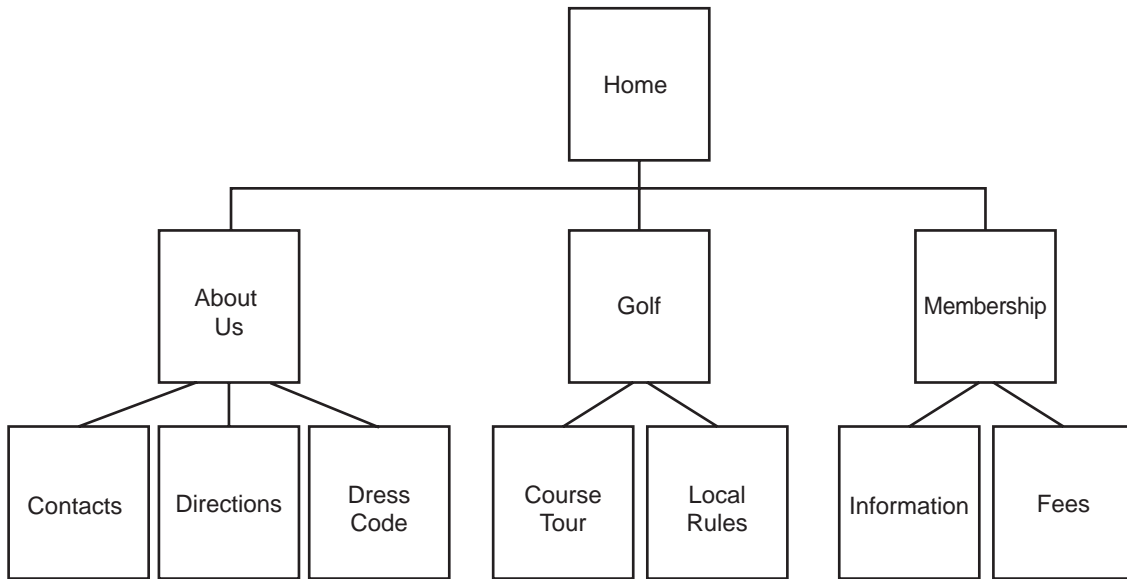 Home
About
Us
Golf
Membership
Contacts
Directions
Dress
Code
Course
Tour
Local
Rules
Information
Fees